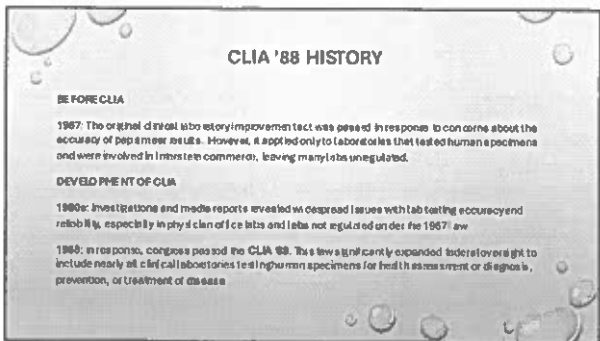 CLIA '88 HISTORY
BEFORE CLIA
1967: The original clinical laboratory improvement act was passed in response to concerns about the
accuracy of pap smear results. However, it applied only to laboratories that tested human specimens
and were involved in interstate commerce, leaving many labs unregulated.
DEVELOPMENT OF CLIA
1980s: Investigations and media reports revealed widespread issues with lab testing accuracy and
reliability, especially in physician office labs and labs not regulated under the 1967 law
1988: in response, congress passed the CLIA '88. This law significantly expanded federal oversight to
include nearly all clinical laboratories testing human specimens for health assessment or diagnosis,
prevention, or treatment of disease